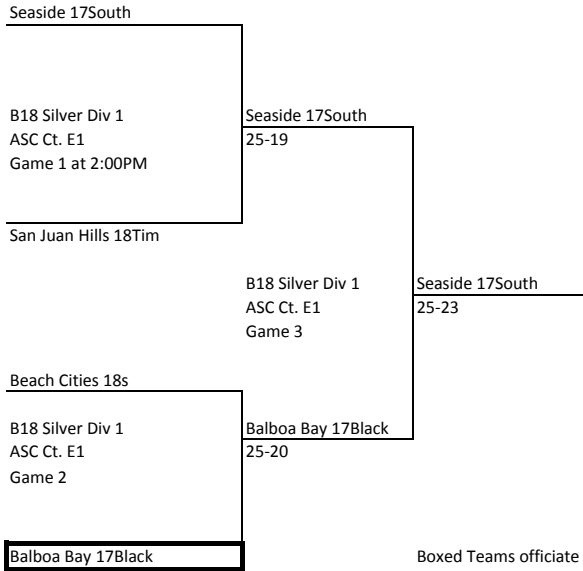 Seaside 17South
B18 Silver Div 1
ASC Ct. E1
Game 1 at 2:00PM
Seaside 17South
25-19
San Juan Hills 18Tim
B18 Silver Div 1
ASC Ct. E1
Game 3
Seaside 17South
25-23
Beach Cities 18s
B18 Silver Div 1
ASC Ct. E1
Game 2
Balboa Bay 17Black
25-20
Balboa Bay 17Black
Boxed Teams officiate